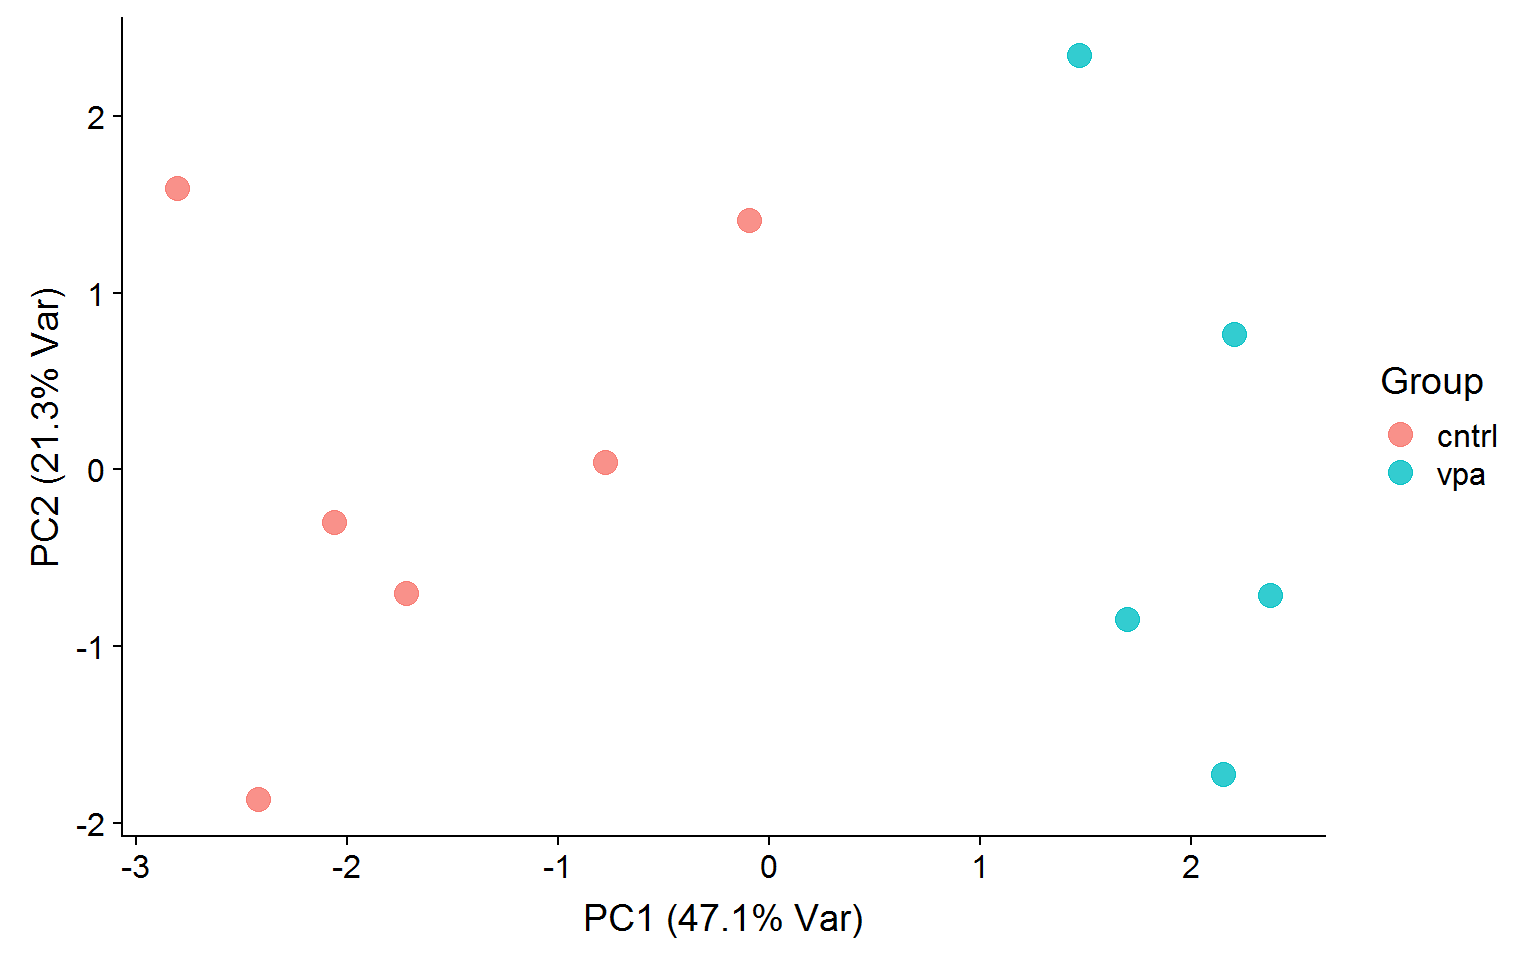 2
1
0
-1
-2
PC2 (21.3% Var)
-3
-2
-1
0
1
2
PC1 (47.1% Var)
Group
cntrl
vpa